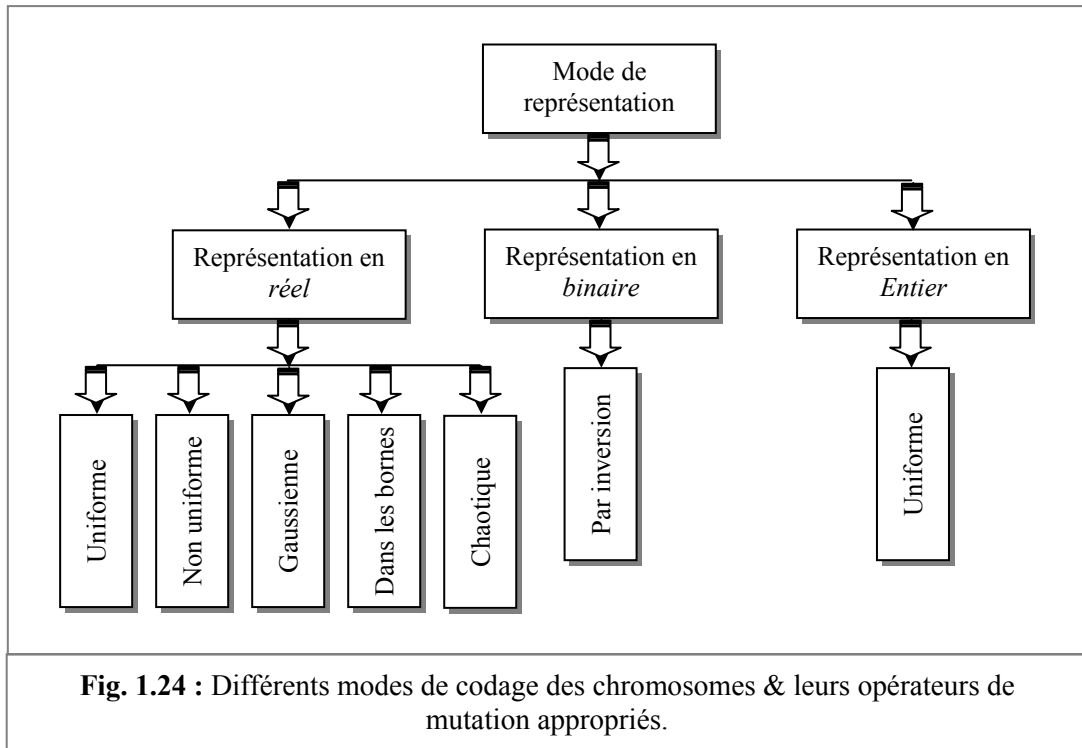 Mode de
représentation
Représentation en
réel
Représentation en
binaire
Représentation en
Entier
Uniforme
Non uniforme
Gaussienne
Dans les bornes
Chaotique
Par inversion
Uniforme
Fig. 1.24 : Différents modes de codage des chromosomes & leurs opérateurs de
mutation appropriés.